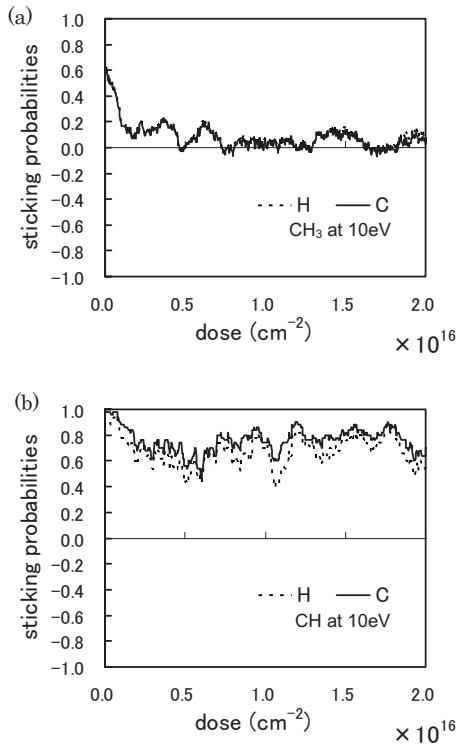 (a)
sticking probabilities
1.0
0.8
0.6
0.4
0.2
0.0
−0.2
−0.4
−0.6
−0.8
−1.0
H C
CH₃ at 10eV
0.0 0.5 1.0 1.5 2.0
dose (cm⁻²)
× 10¹⁶
(b)
sticking probabilities
1.0
0.8
0.6
0.4
0.2
0.0
−0.2
−0.4
−0.6
−0.8
−1.0
H C
CH at 10eV
0.0 0.5 1.0 1.5 2.0
dose (cm⁻²)
× 10¹⁶